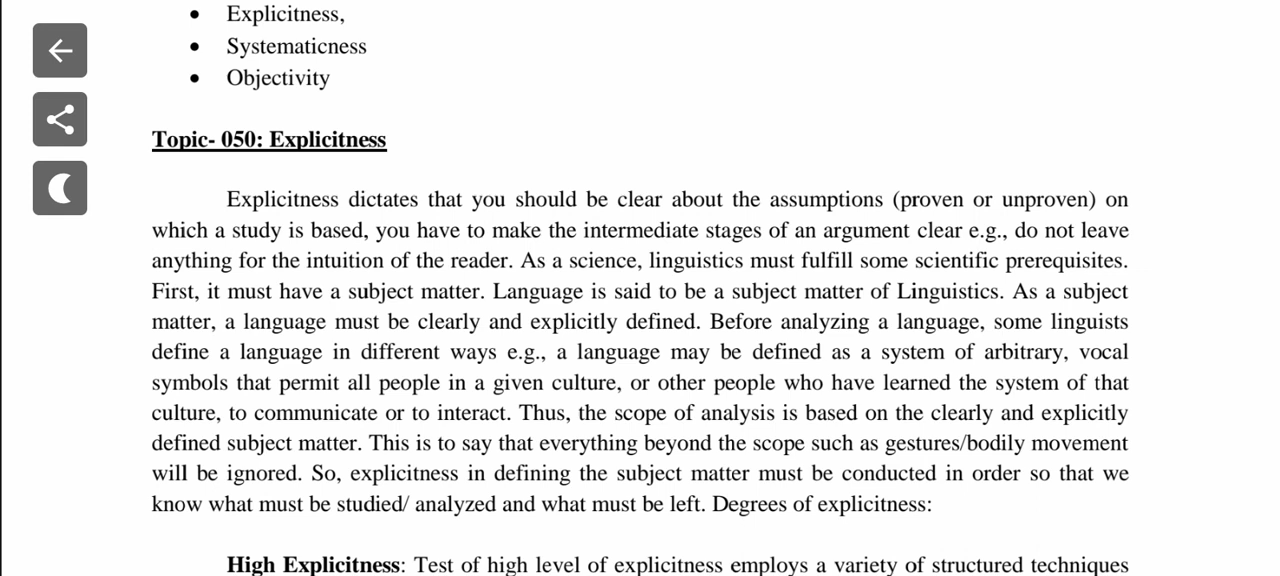 • Explicitness,
• Systematicness
• Objectivity
Topic- 050: Explicitness
Explicitness dictates that you should be clear about the assumptions (proven or unproven) on
which a study is based, you have to make the intermediate stages of an argument clear e.g., do not leave
anything for the intuition of the reader. As a science, linguistics must fulfill some scientific prerequisites.
First, it must have a subject matter. Language is said to be a subject matter of Linguistics. As a subject
matter, a language must be clearly and explicitly defined. Before analyzing a language, some linguists
define a language in different ways e.g., a language may be defined as a system of arbitrary, vocal
symbols that permit all people in a given culture, or other people who have learned the system of that
culture, to communicate or to interact. Thus, the scope of analysis is based on the clearly and explicitly
defined subject matter. This is to say that everything beyond the scope such as gestures/bodily movement
will be ignored. So, explicitness in defining the subject matter must be conducted in order so that we
know what must be studied/ analyzed and what must be left. Degrees of explicitness:
High Explicitness: Test of high level of explicitness employs a variety of structured techniques